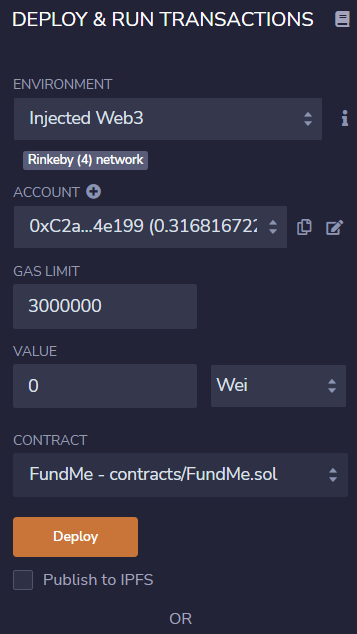 DEPLOY & RUN TRANSACTIONS
ENVIRONMENT
Injected Web3
Rinkeby (4) network
ACCOUNT
0xC2a...4e199 (0.316816722
GAS LIMIT
3000000
VALUE
0 Wei
CONTRACT
FundMe - contracts/FundMe.sol
Deploy
Publish to IPFS
OR